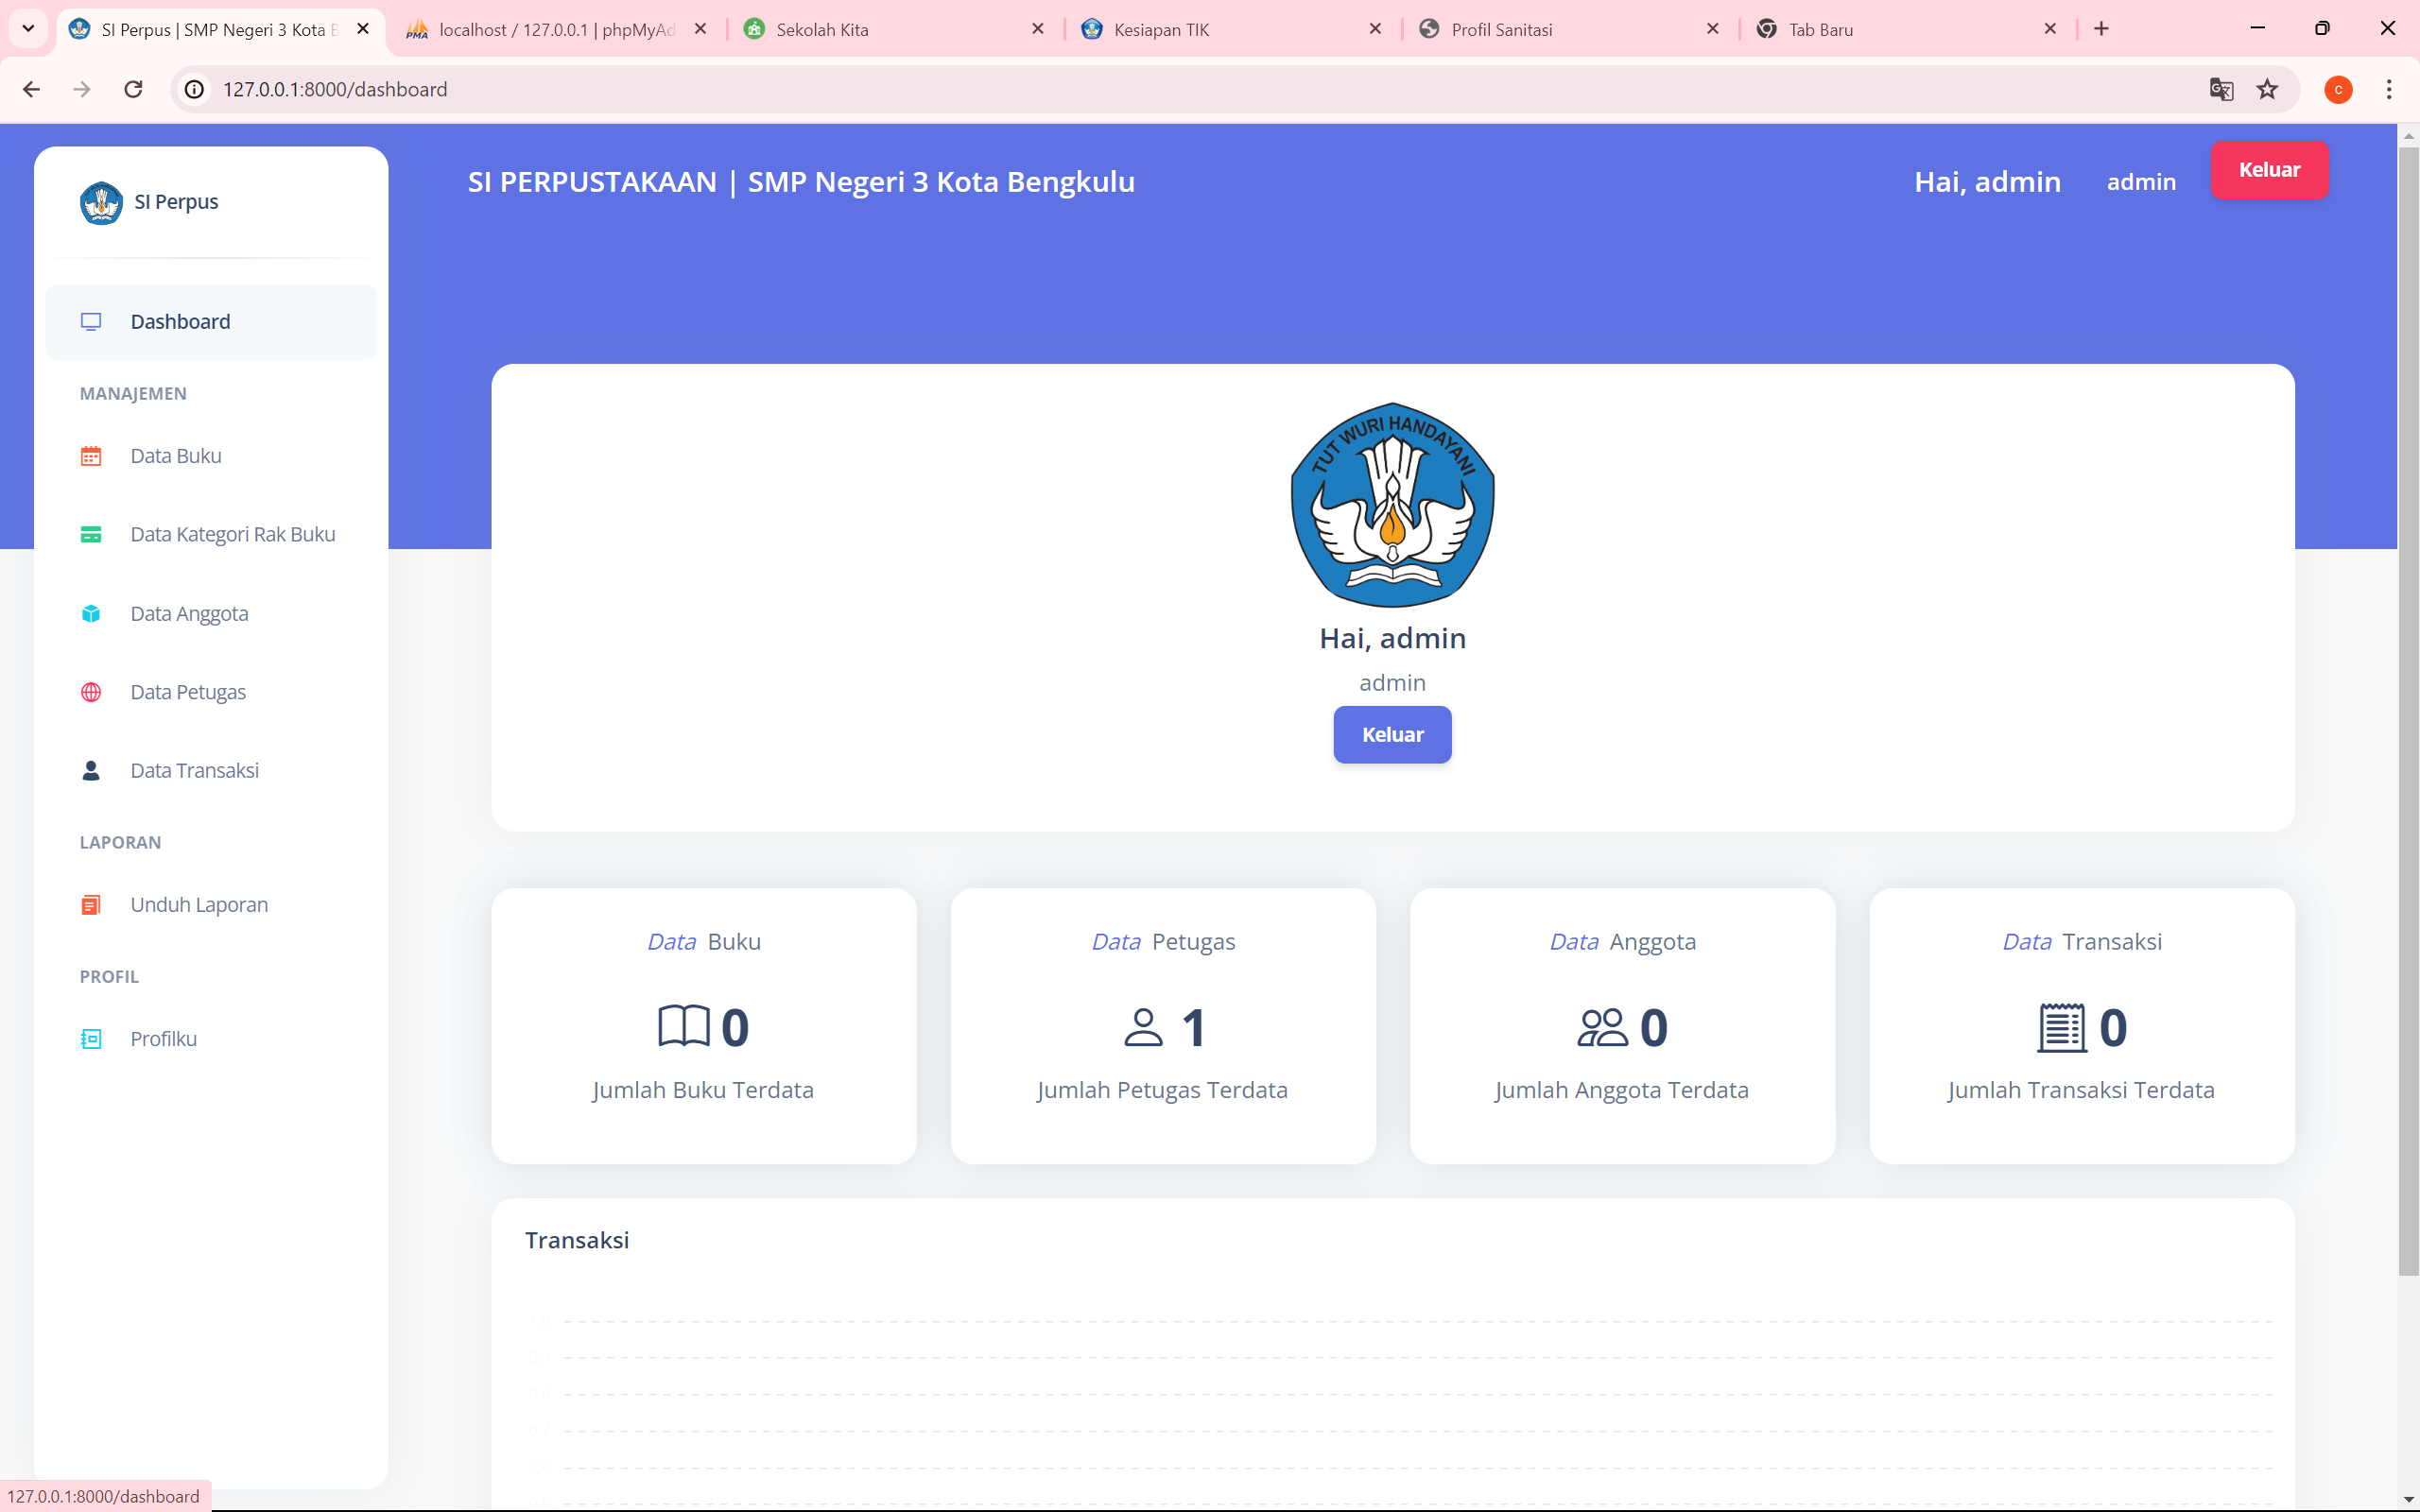 SI Perpus | SMP Negeri 3 Kota B
localhost / 127.0.0.1 | phpMyAd
Sekolah Kita
Kesiapan TIK
Profil Sanitasi
Tab Baru
127.0.0.1:8000/dashboard
C
SI Perpus
SI PERPUSTAKAAN | SMP Negeri 3 Kota Bengkulu
Hai, admin
admin
Keluar
Dashboard
MANAJEMEN
Data Buku
Data Kategori Rak Buku
Data Anggota
Data Petugas
Data Transaksi
LAPORAN
Unduh Laporan
PROFIL
Profilku
TUT WURI HANDAYANI
Hai, admin
admin
Keluar
Data Buku
0
Jumlah Buku Terdata
Data Petugas
1
Jumlah Petugas Terdata
Data Anggota
0
Jumlah Anggota Terdata
Data Transaksi
0
Jumlah Transaksi Terdata
Transaksi
127.0.0.1:8000/dashboard